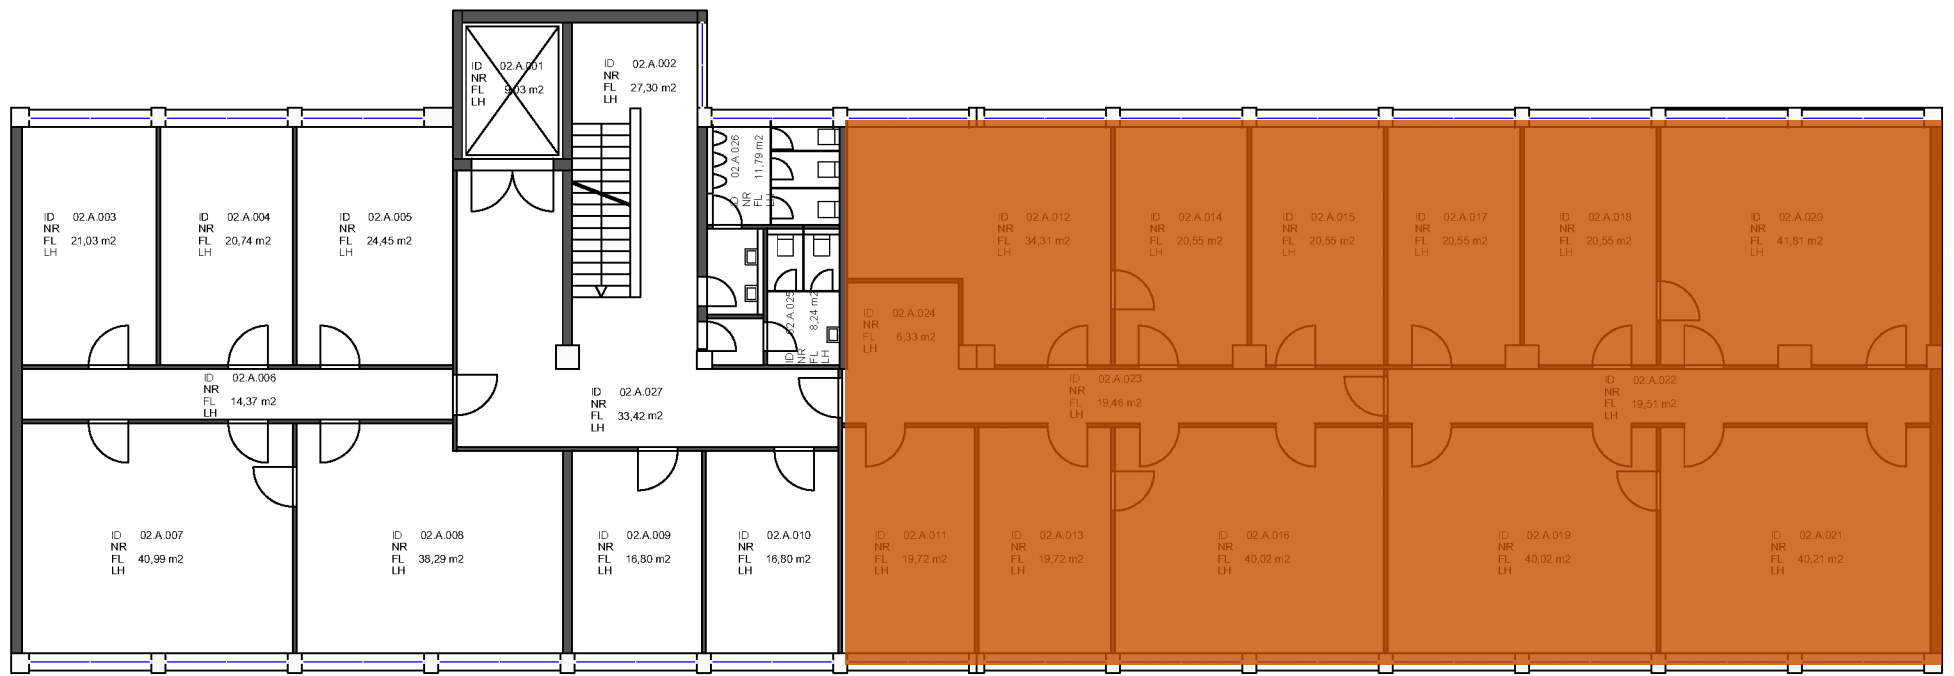 ID 02.A.001
NR
FL 9,03 m2
LH
ID 02.A.002
NR
FL 27,30 m2
LH
ID 02.A.026
NR
FL 11,79 m2
LH
ID 02.A.003
NR
FL 21,03 m2
LH
ID 02.A.004
NR
FL 20,74 m2
LH
ID 02.A.005
NR
FL 24,45 m2
LH
ID 02.A.012
NR
FL 34,31 m2
LH
ID 02.A.014
NR
FL 20,55 m2
LH
ID 02.A.015
NR
FL 20,55 m2
LH
ID 02.A.017
NR
FL 20,55 m2
LH
ID 02.A.018
NR
FL 20,55 m2
LH
ID 02.A.020
NR
FL 41,81 m2
LH
ID 02.A.025
NR
FL 8,24 m2
LH
ID 02.A.024
NR
FL 6,33 m2
LH
ID 02.A.006
NR
FL 14,37 m2
LH
ID 02.A.027
NR
FL 33,42 m2
LH
ID 02.A.023
NR
FL 19,46 m2
LH
ID 02.A.022
NR
FL 19,51 m2
LH
ID 02.A.007
NR
FL 40,99 m2
LH
ID 02.A.008
NR
FL 38,29 m2
LH
ID 02.A.009
NR
FL 16,80 m2
LH
ID 02.A.010
NR
FL 16,80 m2
LH
ID 02.A.011
NR
FL 19,72 m2
LH
ID 02.A.013
NR
FL 19,72 m2
LH
ID 02.A.016
NR
FL 40,02 m2
LH
ID 02.A.019
NR
FL 40,02 m2
LH
ID 02.A.021
NR
FL 40,21 m2
LH